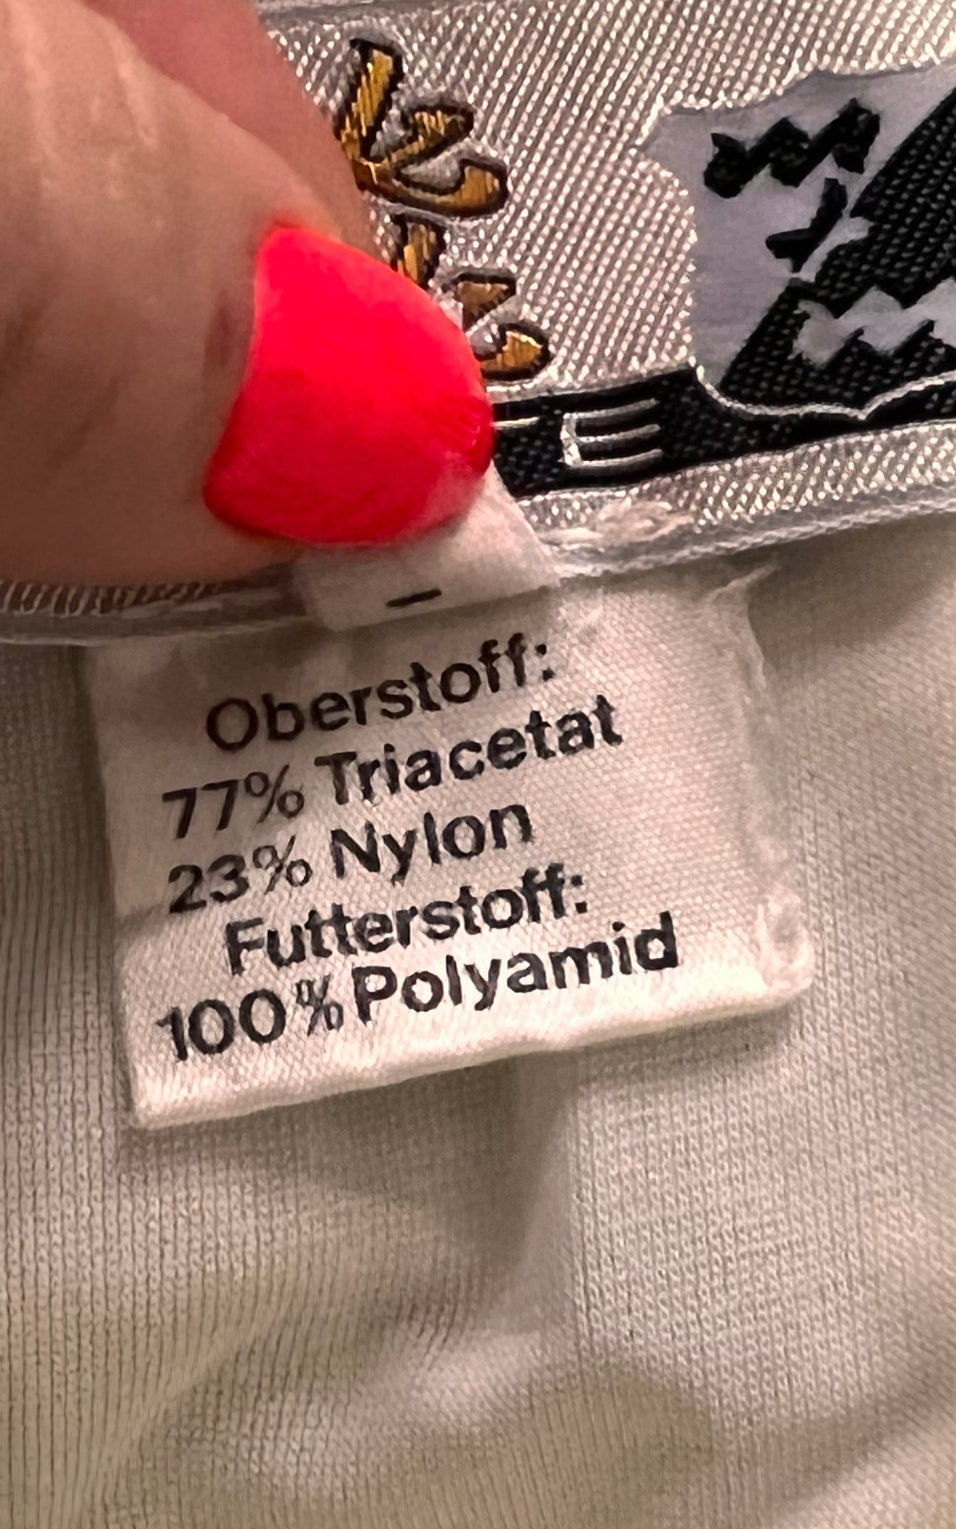 E
Oberstoff:
77% Triacetat
23% Nylon
Futterstoff:
100% Polyamid